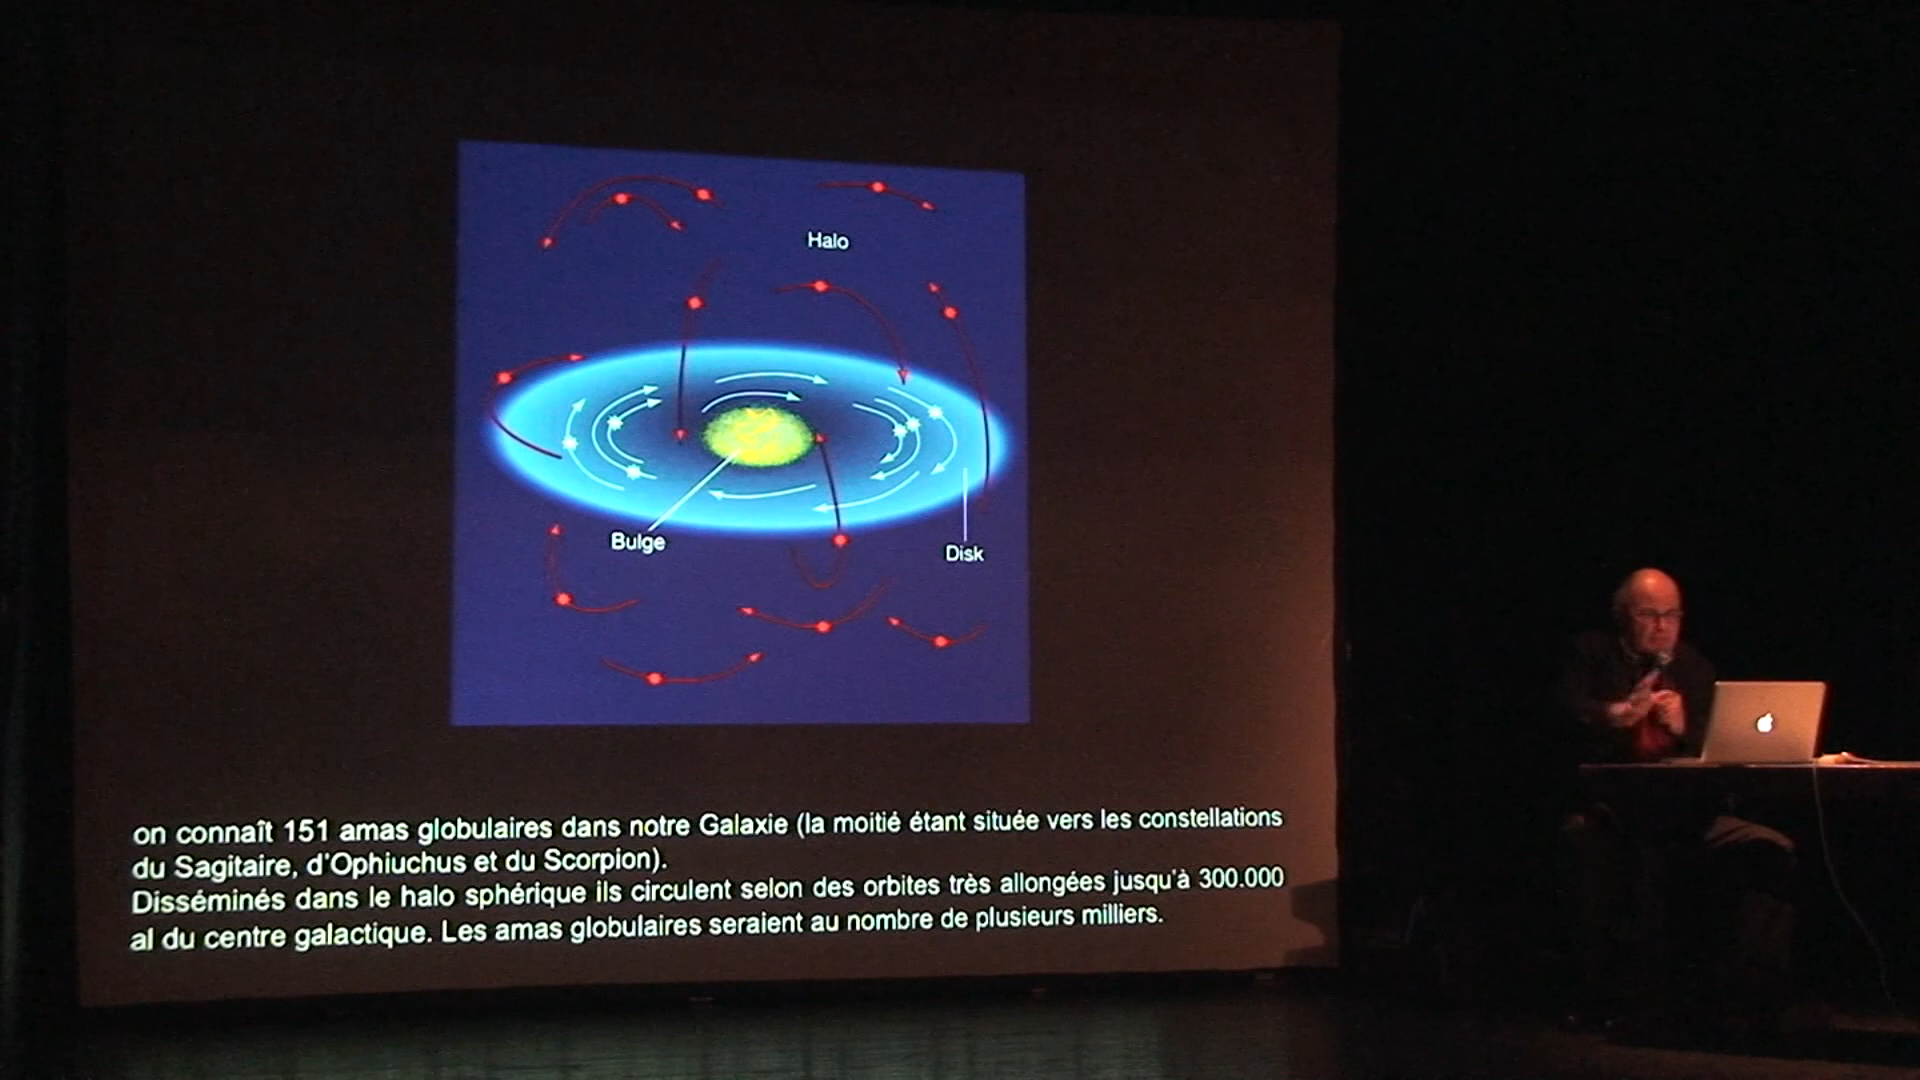 Halo
Bulge
Disk
on connaît 151 amas globulaires dans notre Galaxie (la moitié étant située vers les constellations
du Sagitaire, d'Ophiuchus et du Scorpion).
Disséminés dans le halo sphérique ils circulent selon des orbites très allongées jusqu'à 300.000
al du centre galactique. Les amas globulaires seraient au nombre de plusieurs milliers.